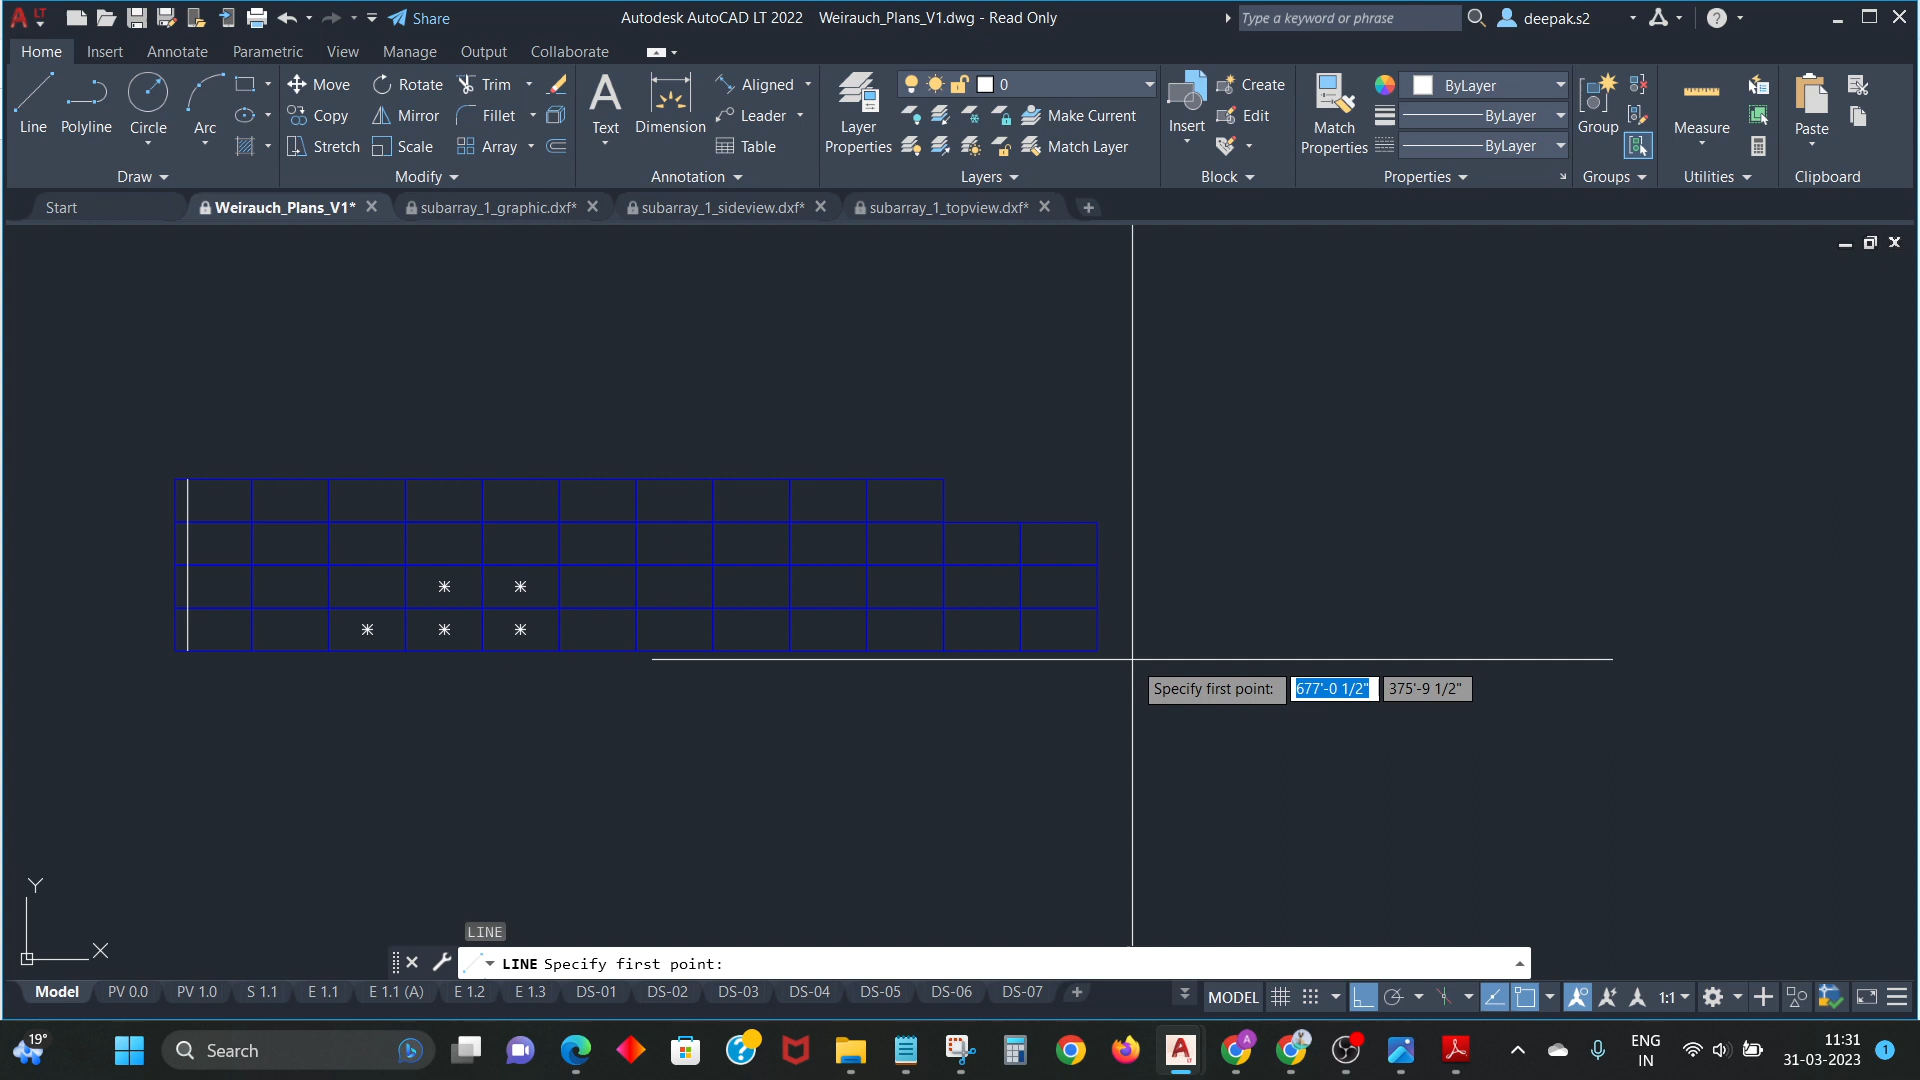 Share
Autodesk AutoCAD LT 2022 Weirauch_Plans_V1.dwg - Read Only
Type a keyword or phrase
deepak.s2
Home Insert Annotate Parametric View Manage Output Collaborate
Line Polyline Circle Arc
Move Rotate Trim
Copy Mirror Fillet
Stretch Scale Array
Text Dimension
Aligned
Leader
Table
Layer Properties
0
Make Current
Match Layer
Insert
Create
Edit
Match Properties
ByLayer
ByLayer
ByLayer
Group
Measure
Paste
Draw Modify Annotation Layers Block Properties Groups Utilities Clipboard
Start Weirauch_Plans_V1* subarray_1_graphic.dxf* subarray_1_sideview.dxf* subarray_1_topview.dxf*
Specify first point: 677'-0 1/2" 375'-9 1/2"
Y
X
LINE
LINE Specify first point:
Model PV 0.0 PV 1.0 S 1.1 E 1.1 E 1.1 (A) E 1.2 E 1.3 DS-01 DS-02 DS-03 DS-04 DS-05 DS-06 DS-07
MODEL 1:1
19°
Search
ENG
IN
11:31
31-03-2023
1